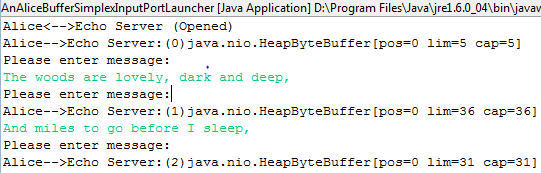 AnAliceBufferSimplexInputPortLauncher [Java Application] D:\Program Files\Java\jre1.6.0_04\bin\javaw
Alice<-->Echo Server (Opened)
Alice-->Echo Server:(0)java.nio.HeapByteBuffer[pos=0 lim=5 cap=5]
Please enter message:
The woods are lovely, dark and deep,
Please enter message:
Alice-->Echo Server:(1)java.nio.HeapByteBuffer[pos=0 lim=36 cap=36]
And miles to go before I sleep,
Please enter message:
Alice-->Echo Server:(2)java.nio.HeapByteBuffer[pos=0 lim=31 cap=31]